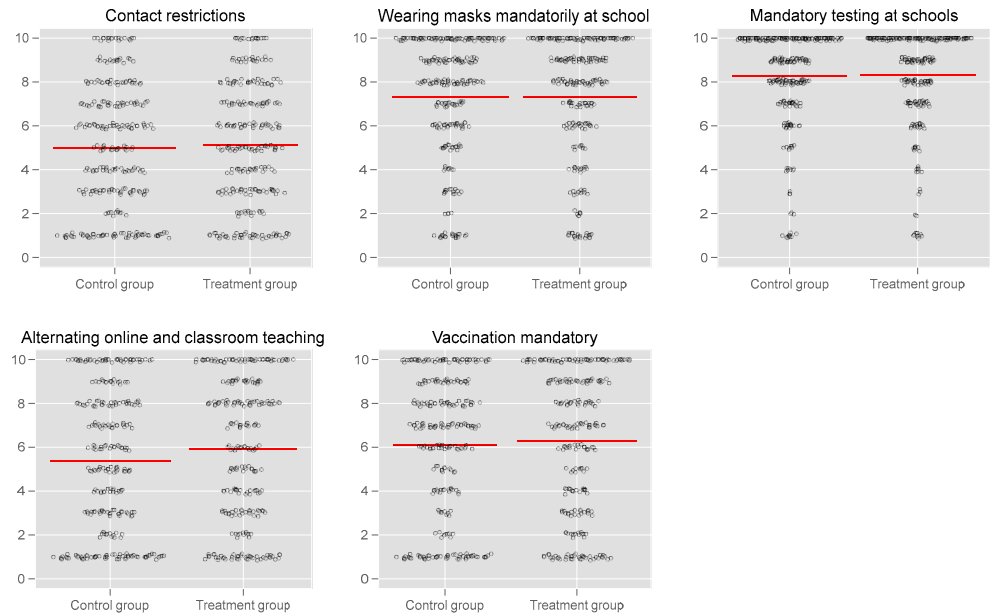 Contact restrictions
10
8
6
4
2
0
Control group
Treatment group
Wearing masks mandatorily at school
10
8
6
4
2
0
Control group
Treatment group
Mandatory testing at schools
10
8
6
4
2
0
Control group
Treatment group
Alternating online and classroom teaching
10
8
6
4
2
0
Control group
Treatment group
Vaccination mandatory
10
8
6
4
2
0
Control group
Treatment group